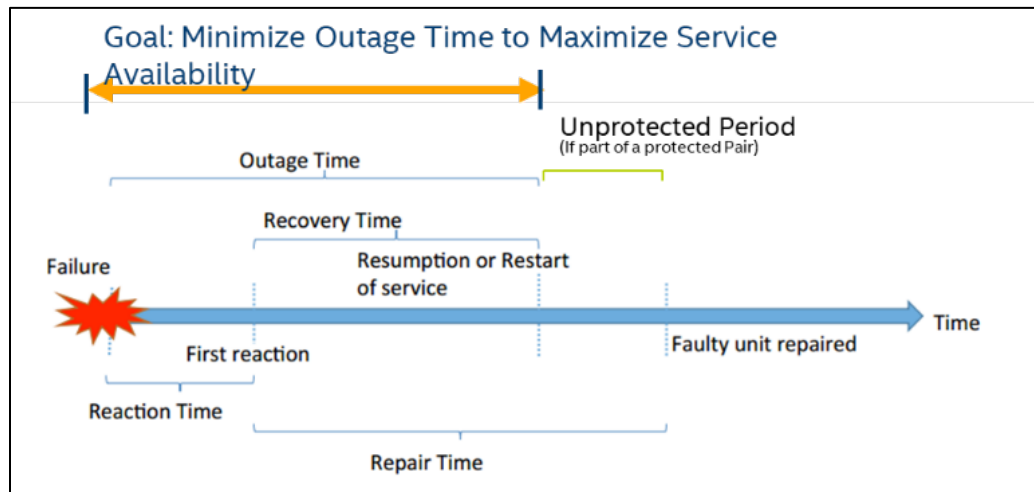 Goal: Minimize Outage Time to Maximize Service
Availability
Unprotected Period
(If part of a protected Pair)
Outage Time
Recovery Time
Resumption or Restart
of service
Failure
Time
First reaction
Faulty unit repaired
Reaction Time
Repair Time